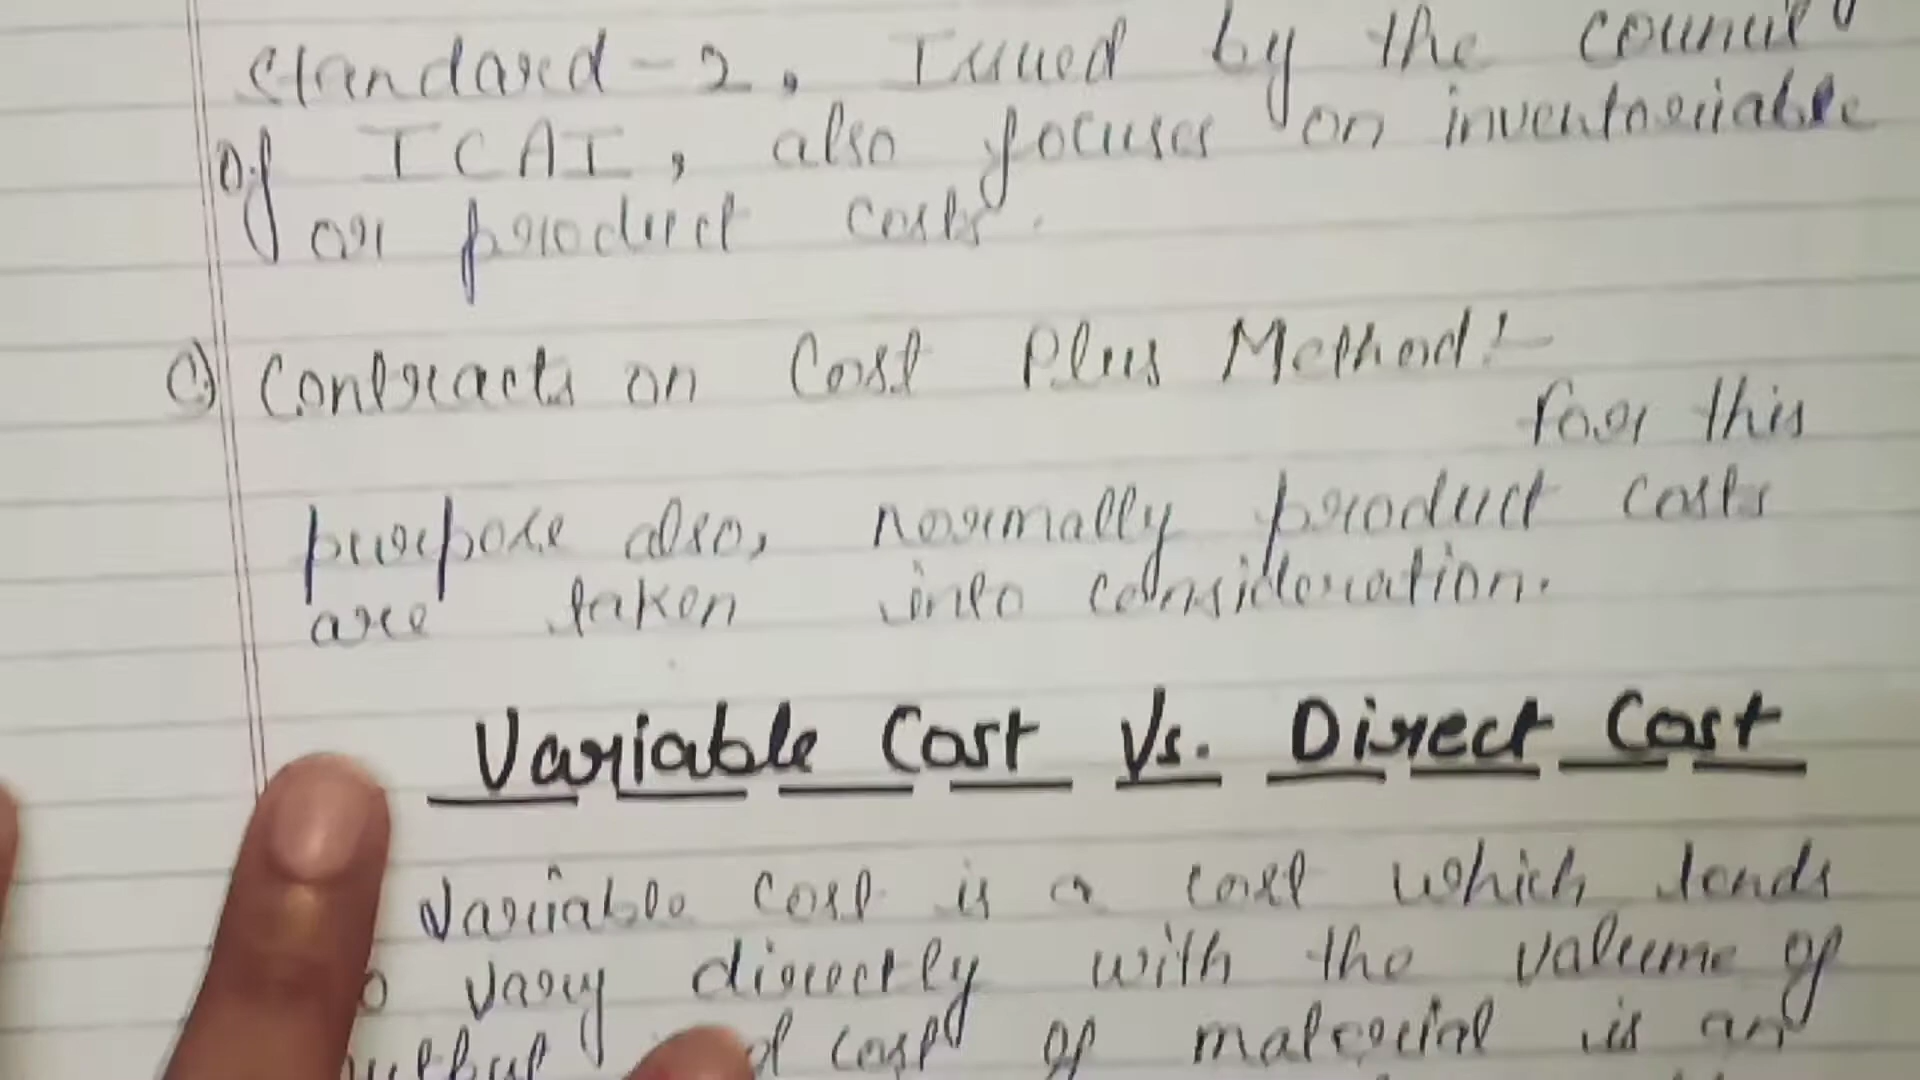 Standard-2, Issued by the council
of ICAI, also focuses on inventoriable
or product costs.
C) Contracts on Cost Plus Method:-
for this
purpose also, normally product costs
are taken into consideration.
Variable Cost Vs. Direct Cost
Variable cost is a cost which tends
vary directly with the volume of
cost of material is an